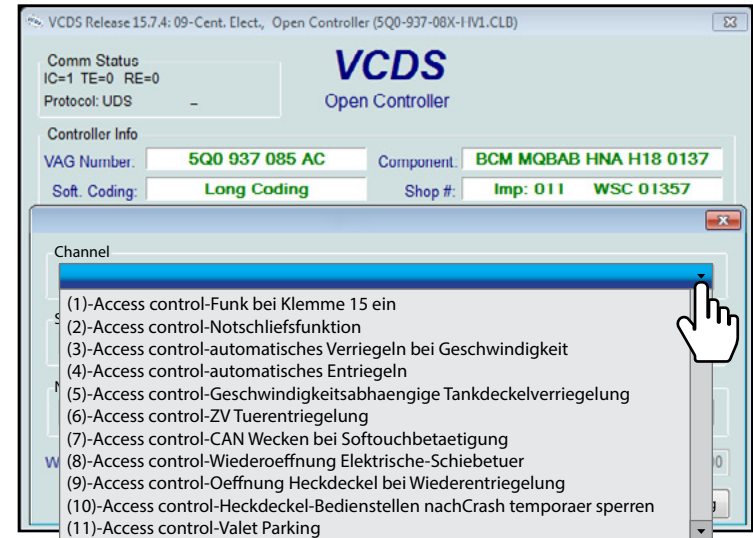 VCDS Release 15.7.4: 09-Cent. Elect., Open Controller (5Q0-937-08X-HV1.CLB)
Comm Status
IC=1 TE=0 RE=0
Protocol: UDS –
VCDS
Open Controller
Controller Info
VAG Number: 5Q0 937 085 AC Component: BCM MQBAB HNA H18 0137
Soft. Coding: Long Coding Shop #: Imp: 011 WSC 01357
Channel
(1)-Access control-Funk bei Klemme 15 ein
(2)-Access control-Notschliefsfunktion
(3)-Access control-automatisches Verriegeln bei Geschwindigkeit
(4)-Access control-automatisches Entriegeln
(5)-Access control-Geschwindigkeitsabhaengige Tankdeckelverriegelung
(6)-Access control-ZV Tuerentriegelung
(7)-Access control-CAN Wecken bei Softouchbetaetigung
(8)-Access control-Wiederoeffnung Elektrische-Schiebetuer
(9)-Access control-Oeffnung Heckdeckel bei Wiederentriegelung
(10)-Access control-Heckdeckel-Bedienstellen nachCrash temporaer sperren
(11)-Access control-Valet Parking